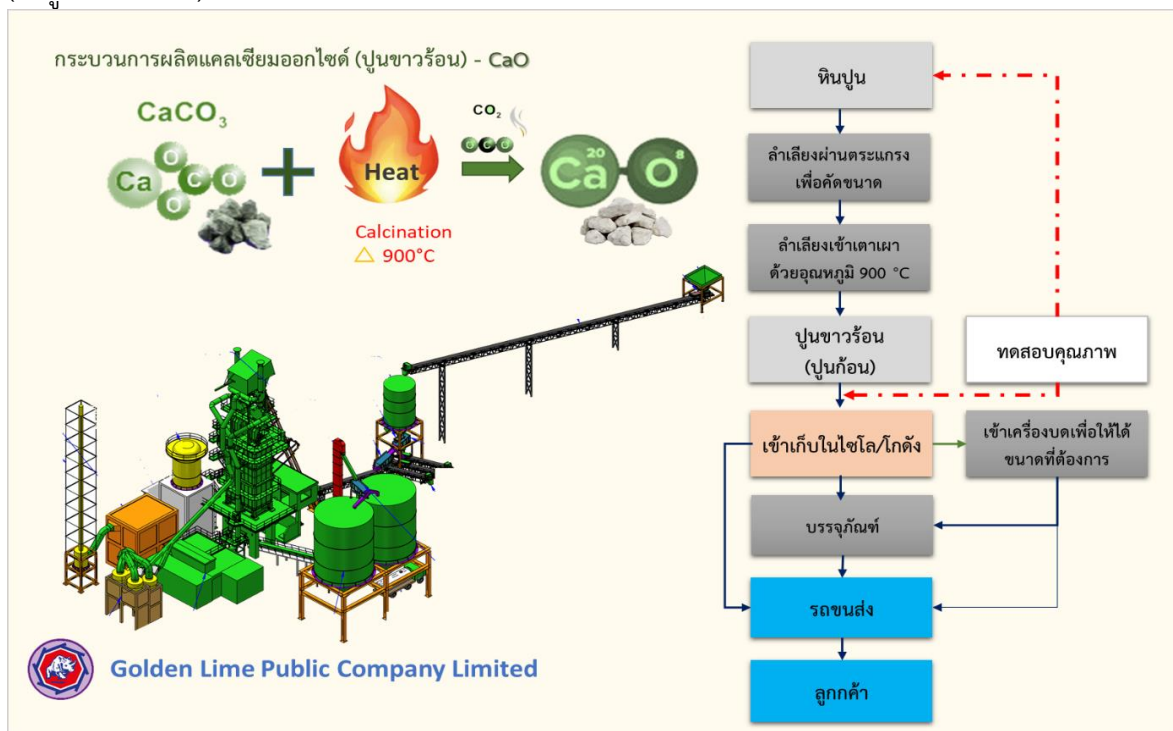 กระบวนการผลิตแคลเซียมออกไซด์ (ปูนขาวร้อน) - CaO
CaCO3
Ca
O
C
O
O
Heat
CO2
O C O
Ca 20
O 8
Calcination
△ 900°C
หินปูน
ลำเลียงผ่านตระแกรง
เพื่อคัดขนาด
ลำเลียงเข้าเตาเผา
ด้วยอุณหภูมิ 900 °C
ปูนขาวร้อน
(ปูนก้อน)
ทดสอบคุณภาพ
เข้าเก็บในไซโล/โกดัง
เข้าเครื่องบดเพื่อให้ได้
ขนาดที่ต้องการ
บรรจุภัณฑ์
รถขนส่ง
ลูกกค้า
Golden Lime Public Company Limited